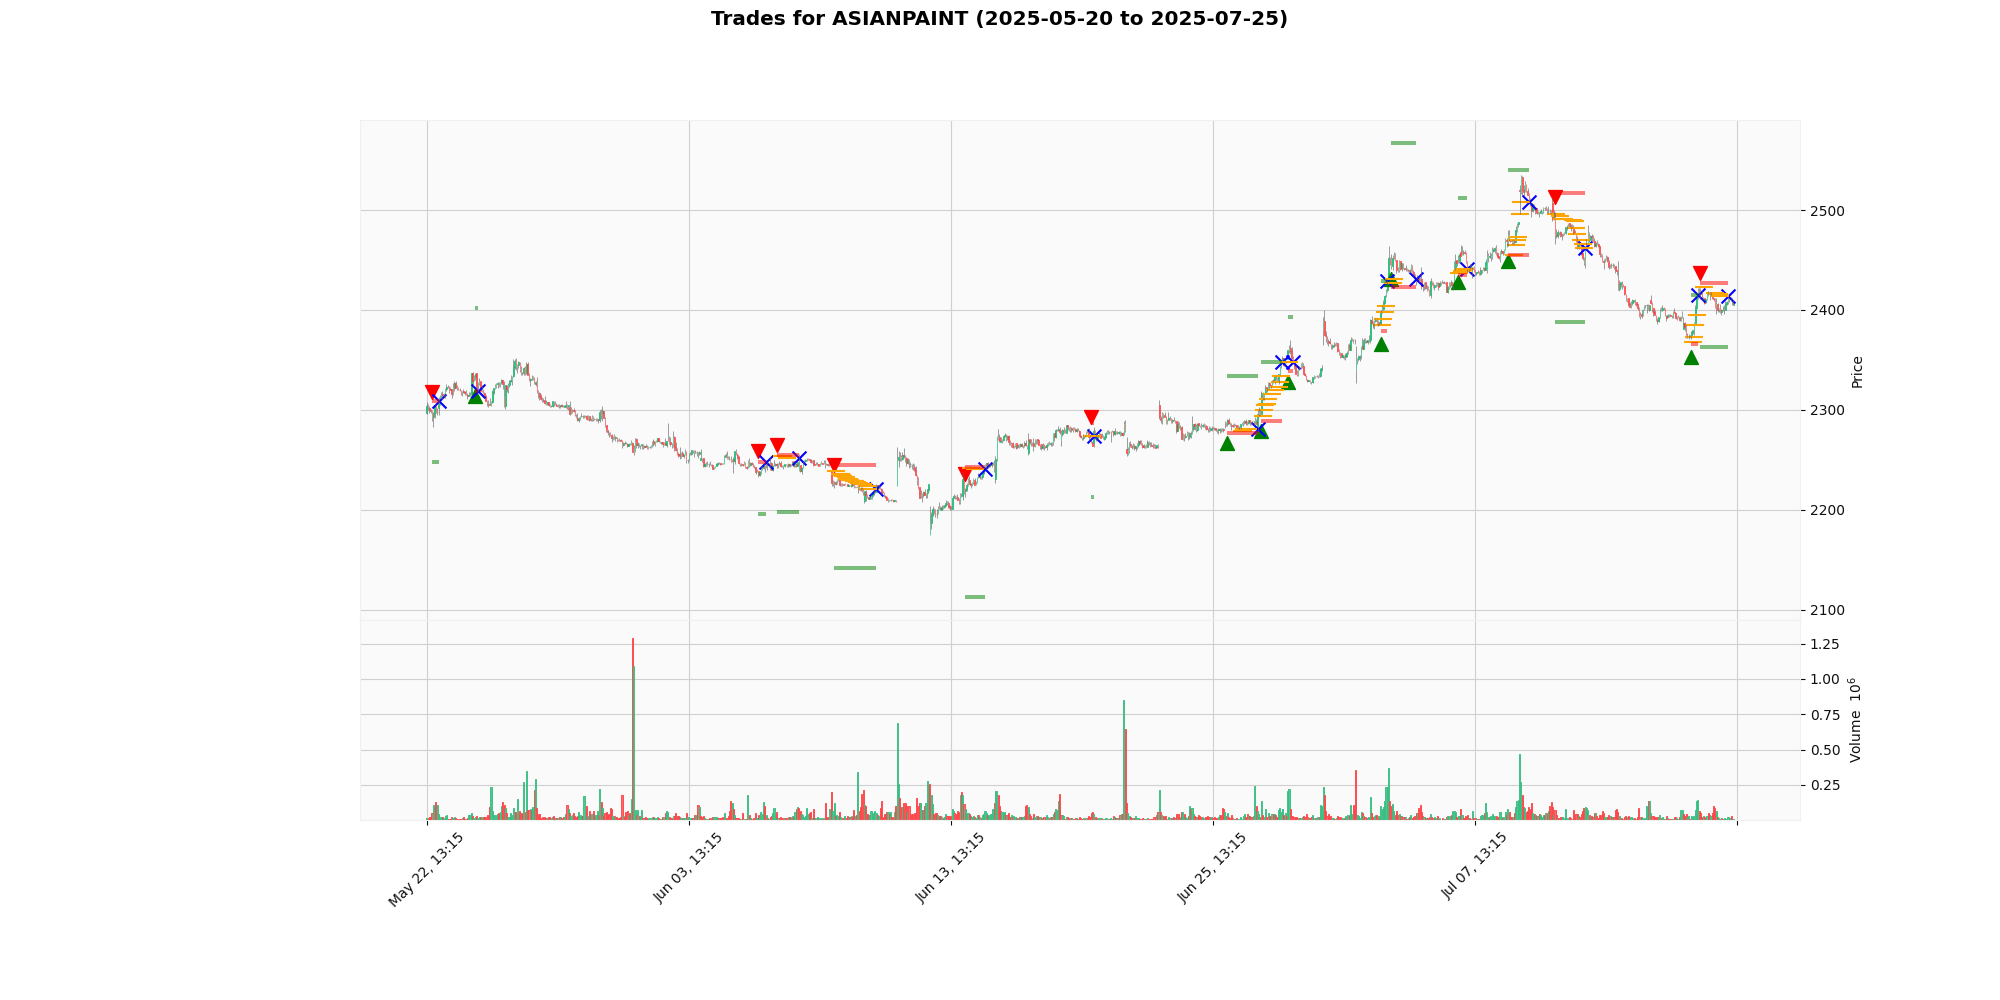 Trades for ASIANPAINT (2025-05-20 to 2025-07-25)
2500
2400
2300
2200
2100
Price
1.25
1.00
0.75
0.50
0.25
Volume 10^6
May 22, 13:15
Jun 03, 13:15
Jun 13, 13:15
Jun 25, 13:15
Jul 07, 13:15